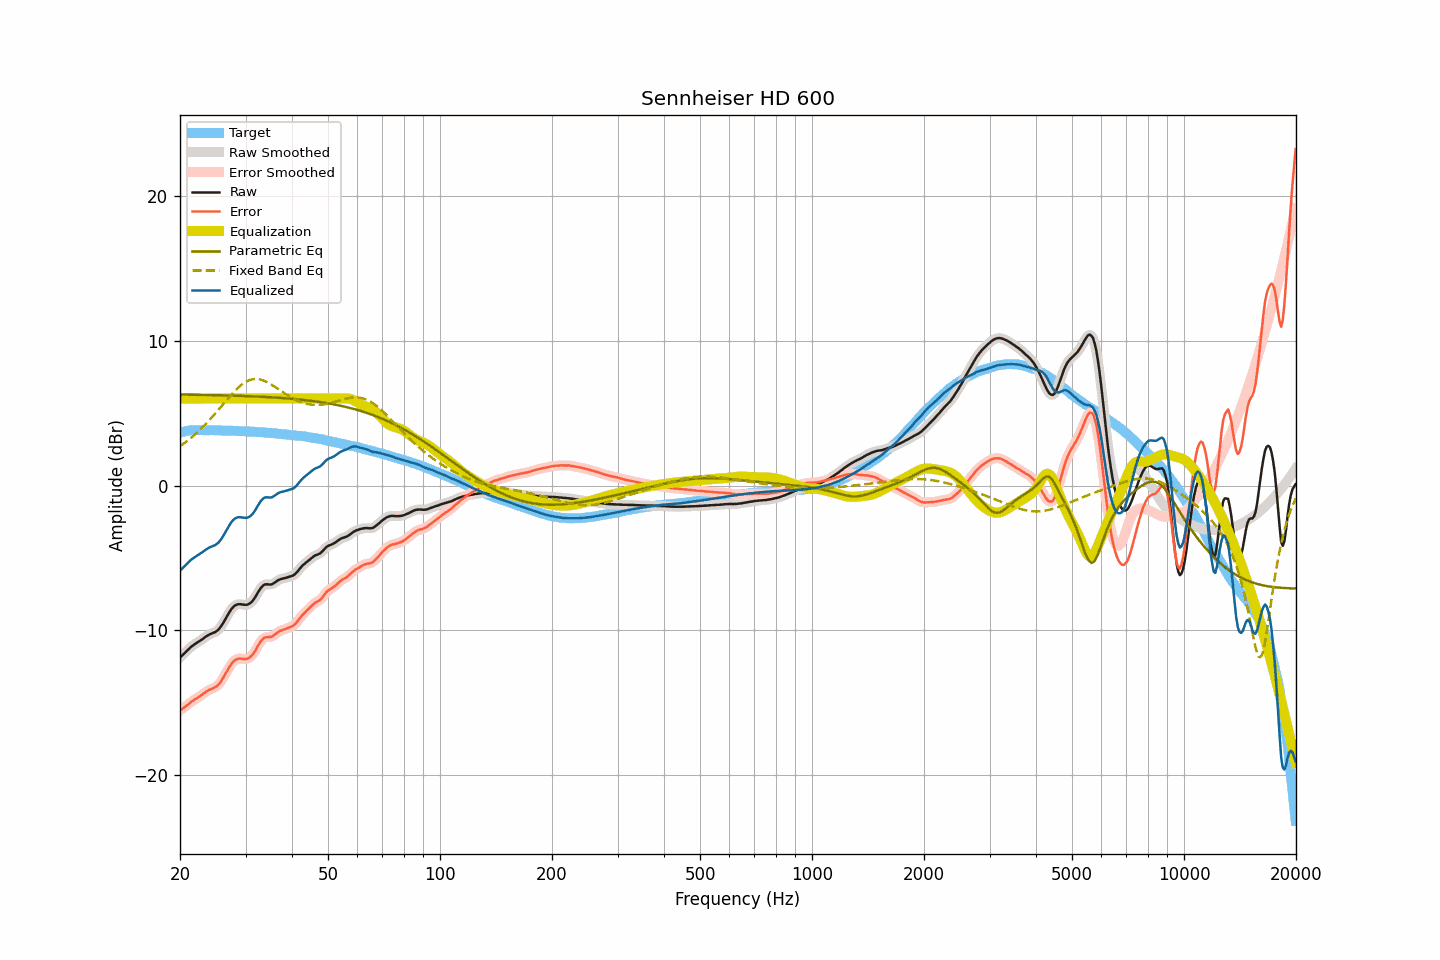 Sennheiser HD 600
Target
Raw Smoothed
Error Smoothed
Raw
Error
Equalization
Parametric Eq
Fixed Band Eq
Equalized
Amplitude (dBr)
20
10
0
−10
−20
20 50 100 200 500 1000 2000 5000 10000 20000
Frequency (Hz)